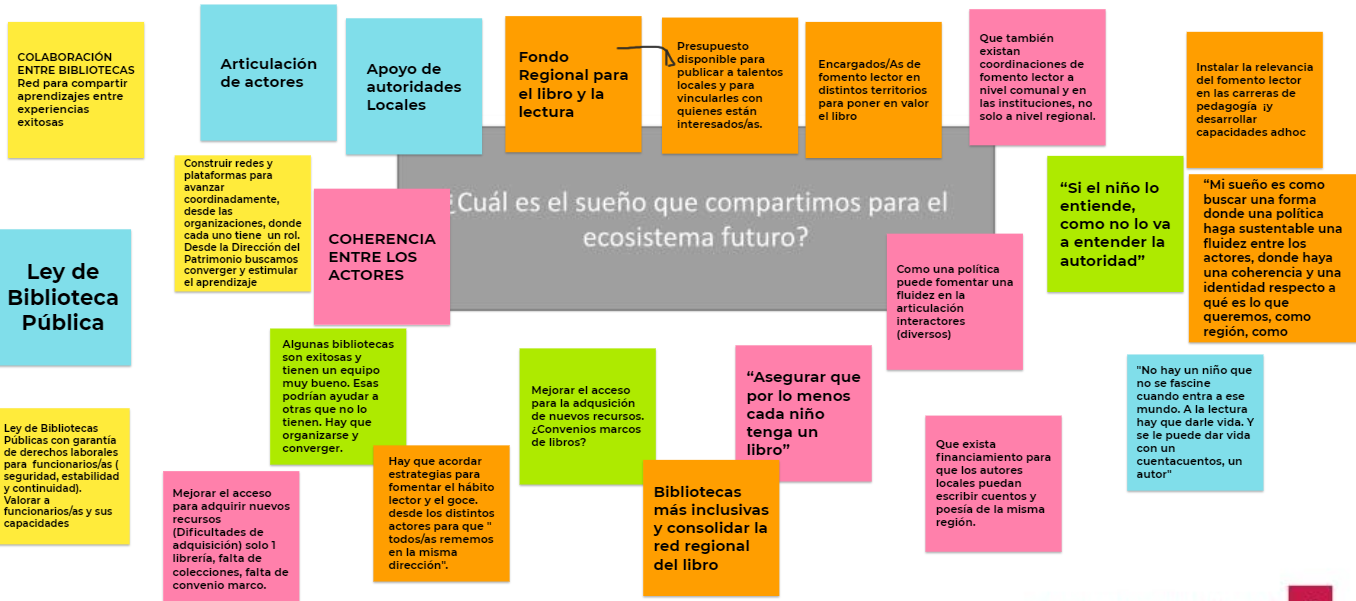 COLABORACIÓN
ENTRE BIBLIOTECAS
Red para compartir
aprendizajes entre
experiencias
exitosas
Articulación
de actores
Apoyo de
autoridades
Locales
Fondo
Regional para
el libro y la
lectura
Presupuesto
disponible para
publicar a talentos
locales y para
vincularles con
quienes están
interesados/as.
Encargados/As de
fomento lector en
distintos territorios
para poner en valor
el libro
Que también
existan
coordinaciones de
fomento lector a
nivel comunal y en
las instituciones, no
solo a nivel regional.
Instalar la relevancia
del fomento lector
en las carreras de
pedagogía ¡y
desarrollar
capacidades adhoc
Construir redes y
plataformas para
avanzar
coordinadamente,
desde las
organizaciones, donde
cada uno tiene un rol.
Desde la Dirección del
Patrimonio buscamos
converger y estimular
el aprendizaje
COHERENCIA
ENTRE LOS
ACTORES
¿Cuál es el sueño que compartimos para el
ecosistema futuro?
“Si el niño lo
entiende,
como no lo va
a entender la
autoridad”
“Mi sueño es como
buscar una forma
donde una política
haga sustentable una
fluidez entre los
actores, donde haya
una coherencia y una
identidad respecto a
qué es lo que
queremos, como
región, como
Ley de
Biblioteca
Pública
Como una política
puede fomentar una
fluidez en la
articulación
interactores
(diversos)
Algunas bibliotecas
son exitosas y
tienen un equipo
muy bueno. Esas
podrían ayudar a
otras que no lo
tienen. Hay que
organizarse y
converger.
Mejorar el acceso
para la adqusición
de nuevos recursos.
¿Convenios marcos
de libros?
“Asegurar que
por lo menos
cada niño
tenga un
libro”
"No hay un niño que
no se fascine
cuando entra a ese
mundo. A la lectura
hay que darle vida. Y
se le puede dar vida
con un
cuentacuentos, un
autor"
Ley de Bibliotecas
Públicas con garantía
de derechos laborales
para funcionarios/as (
seguridad, estabilidad
y continuidad).
Valorar a
funcionarios/as y sus
capacidades
Mejorar el acceso
para adquirir nuevos
recursos
(Dificultades de
adquisición) solo 1
librería, falta de
colecciones, falta de
convenio marco.
Hay que acordar
estrategias para
fomentar el hábito
lector y el goce.
desde los distintos
actores para que "
todos/as rememos
en la misma
dirección".
Bibliotecas
más inclusivas
y consolidar la
red regional
del libro
Que exista
financiamiento para
que los autores
locales puedan
escribir cuentos y
poesía de la misma
región.